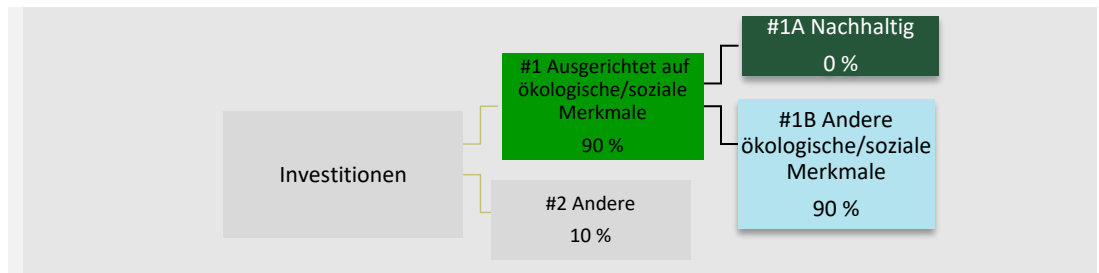 Investitionen
#1 Ausgerichtet auf
ökologische/soziale
Merkmale
90 %
#2 Andere
10 %
#1A Nachhaltig
0 %
#1B Andere
ökologische/soziale
Merkmale
90 %